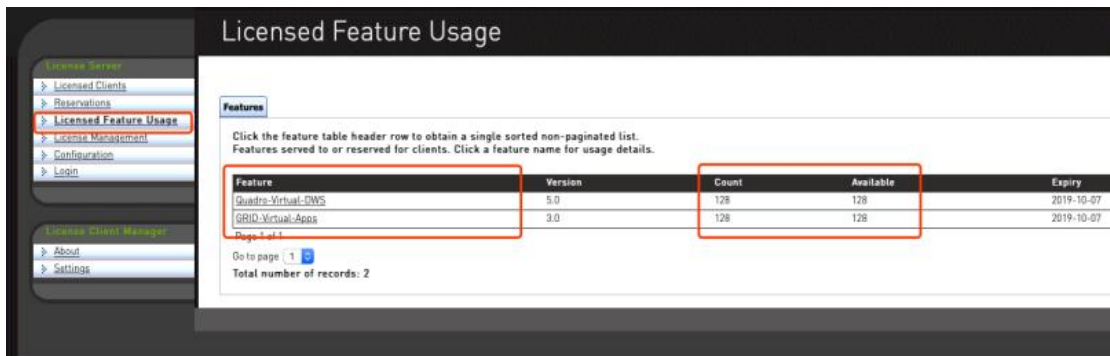 Licensed Feature Usage
License Server
Licensed Clients
Reservations
Licensed Feature Usage
License Management
Configuration
Login
License Client Manager
About
Settings
Features
Click the feature table header row to obtain a single sorted non-paginated list.
Features served to or reserved for clients. Click a feature name for usage details.
Feature Version Count Available Expiry
Quadro-Virtual-DWS 5.0 128 128 2019-10-07
GRID-Virtual-Apps 3.0 128 128 2019-10-07
Page 1 of 1
Go to page 1
Total number of records: 2